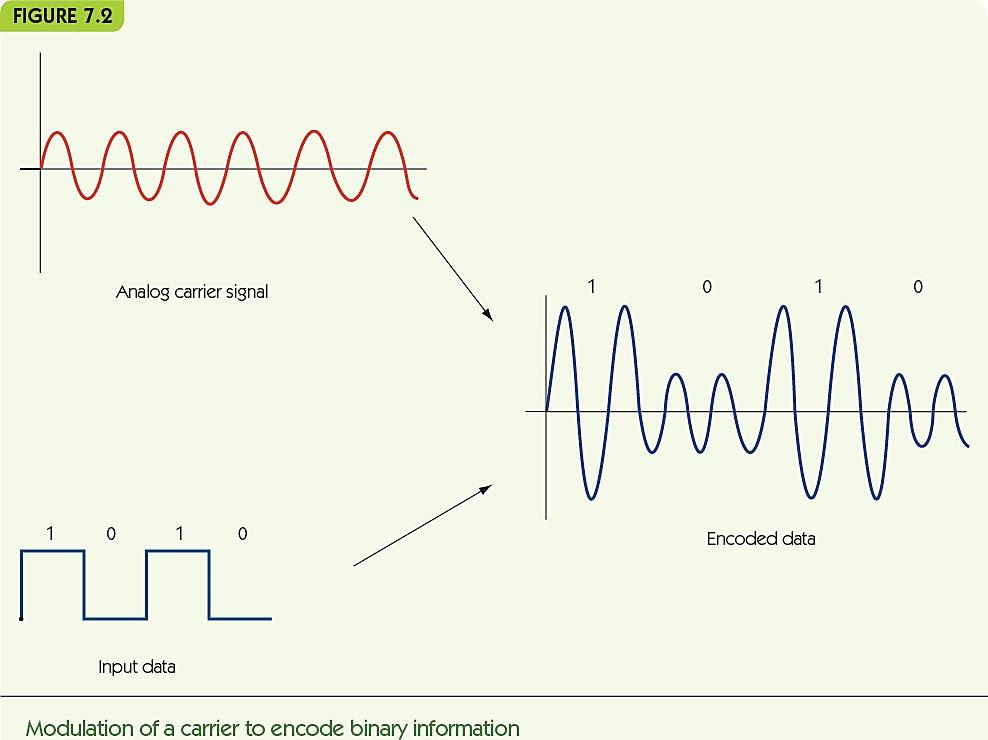 FIGURE 7.2
Analog carrier signal
1 0 1 0
Encoded data
1 0 1 0
Input data
Modulation of a carrier to encode binary information